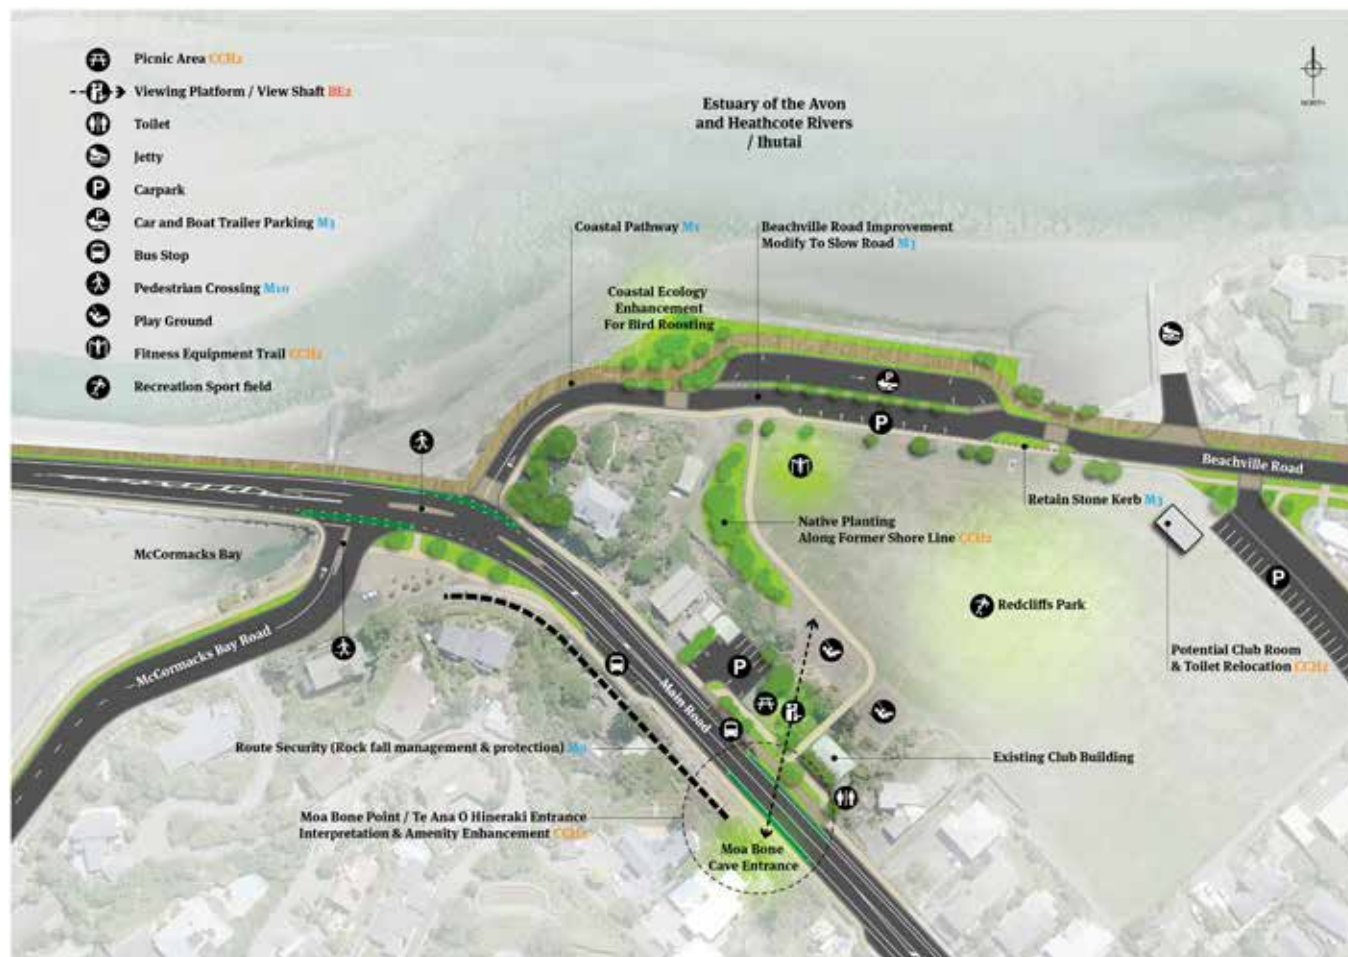 Picnic Area CCH2
Viewing Platform / View Shaft BE2
Toilet
Jetty
P
Carpark
P
Car and Boat Trailer Parking M3
Bus Stop
Pedestrian Crossing M10
Play Ground
Fitness Equipment Trail CCH2
Recreation Sport field
NORTH
Estuary of the Avon
and Heathcote Rivers
/ Ihutai
Coastal Pathway M1
Beachville Road Improvement
Modify To Slow Road M3
Coastal Ecology
Enhancement
For Bird Roosting
P
P
Beachville Road
Retain Stone Kerb M3
Native Planting
Along Former Shore Line CCH2
McCormacks Bay
P
Redcliffs Park
McCormacks Bay Road
Potential Club Room
& Toilet Relocation CCH2
P
Main Road
Route Security (Rock fall management & protection)
Existing Club Building
Moa Bone Point / Te Ana O Hineraki Entrance
Interpretation & Amenity Enhancement
Moa Bone
Cave Entrance